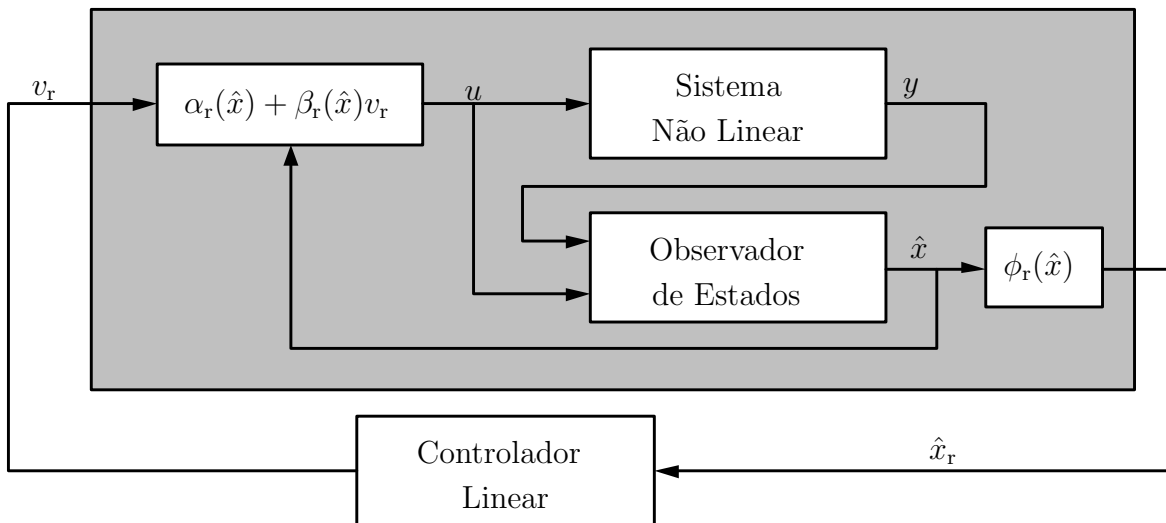 v_r
α_r(x̂) + β_r(x̂)v_r
u
Sistema
Não Linear
y
Observador
de Estados
x̂
ϕ_r(x̂)
Controlador
Linear
x̂_r